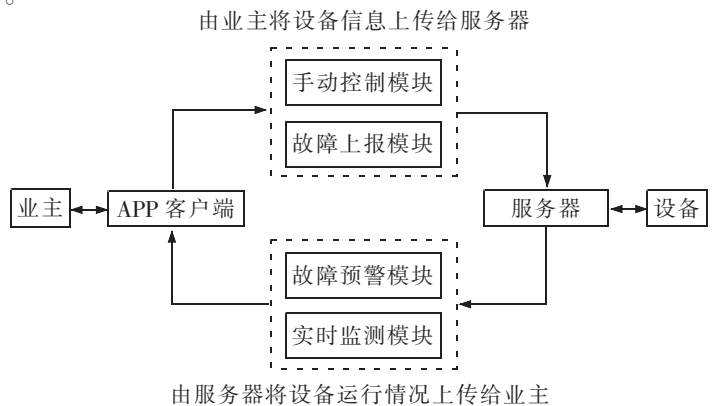 。
由业主将设备信息上传给服务器
手动控制模块
故障上报模块
业主
APP 客户端
服务器
设备
故障预警模块
实时监测模块
由服务器将设备运行情况上传给业主